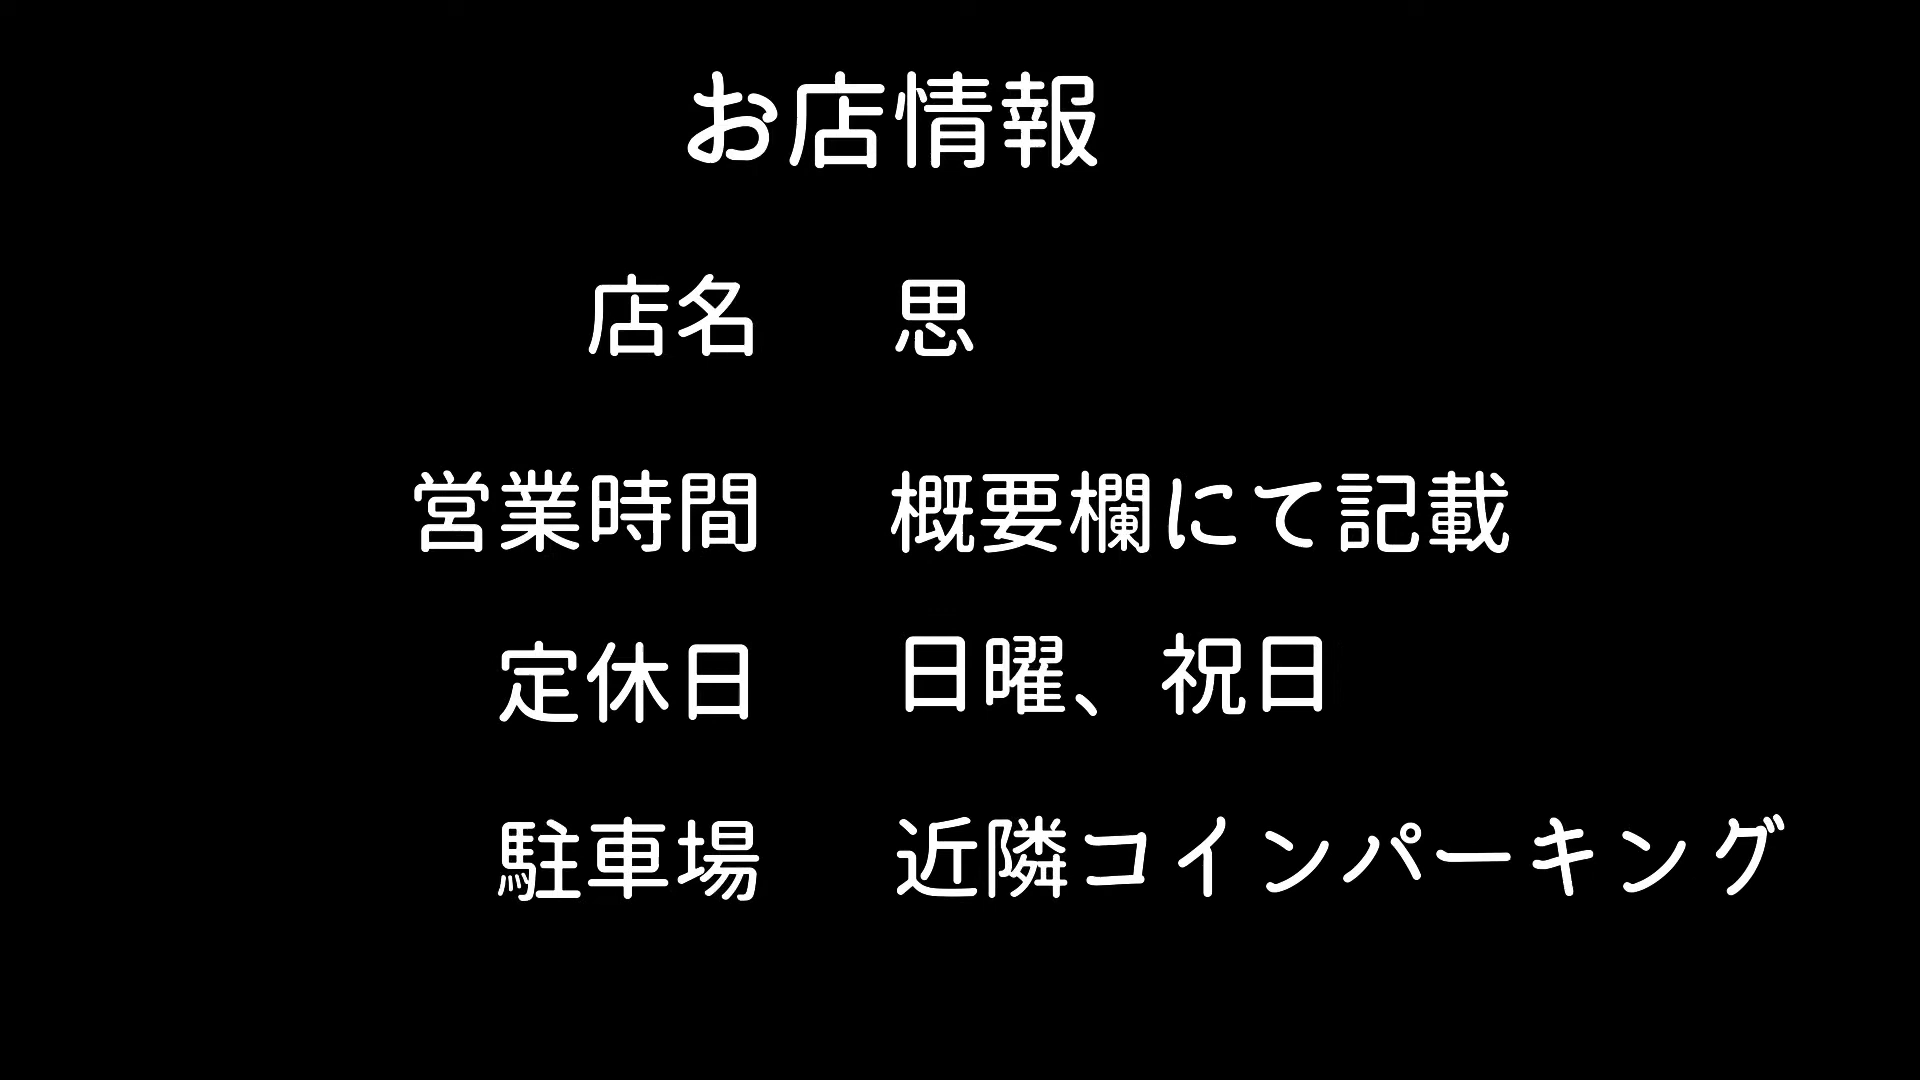 お店情報
店名 思
営業時間 概要欄にて記載
定休日 日曜、祝日
駐車場 近隣コインパーキング